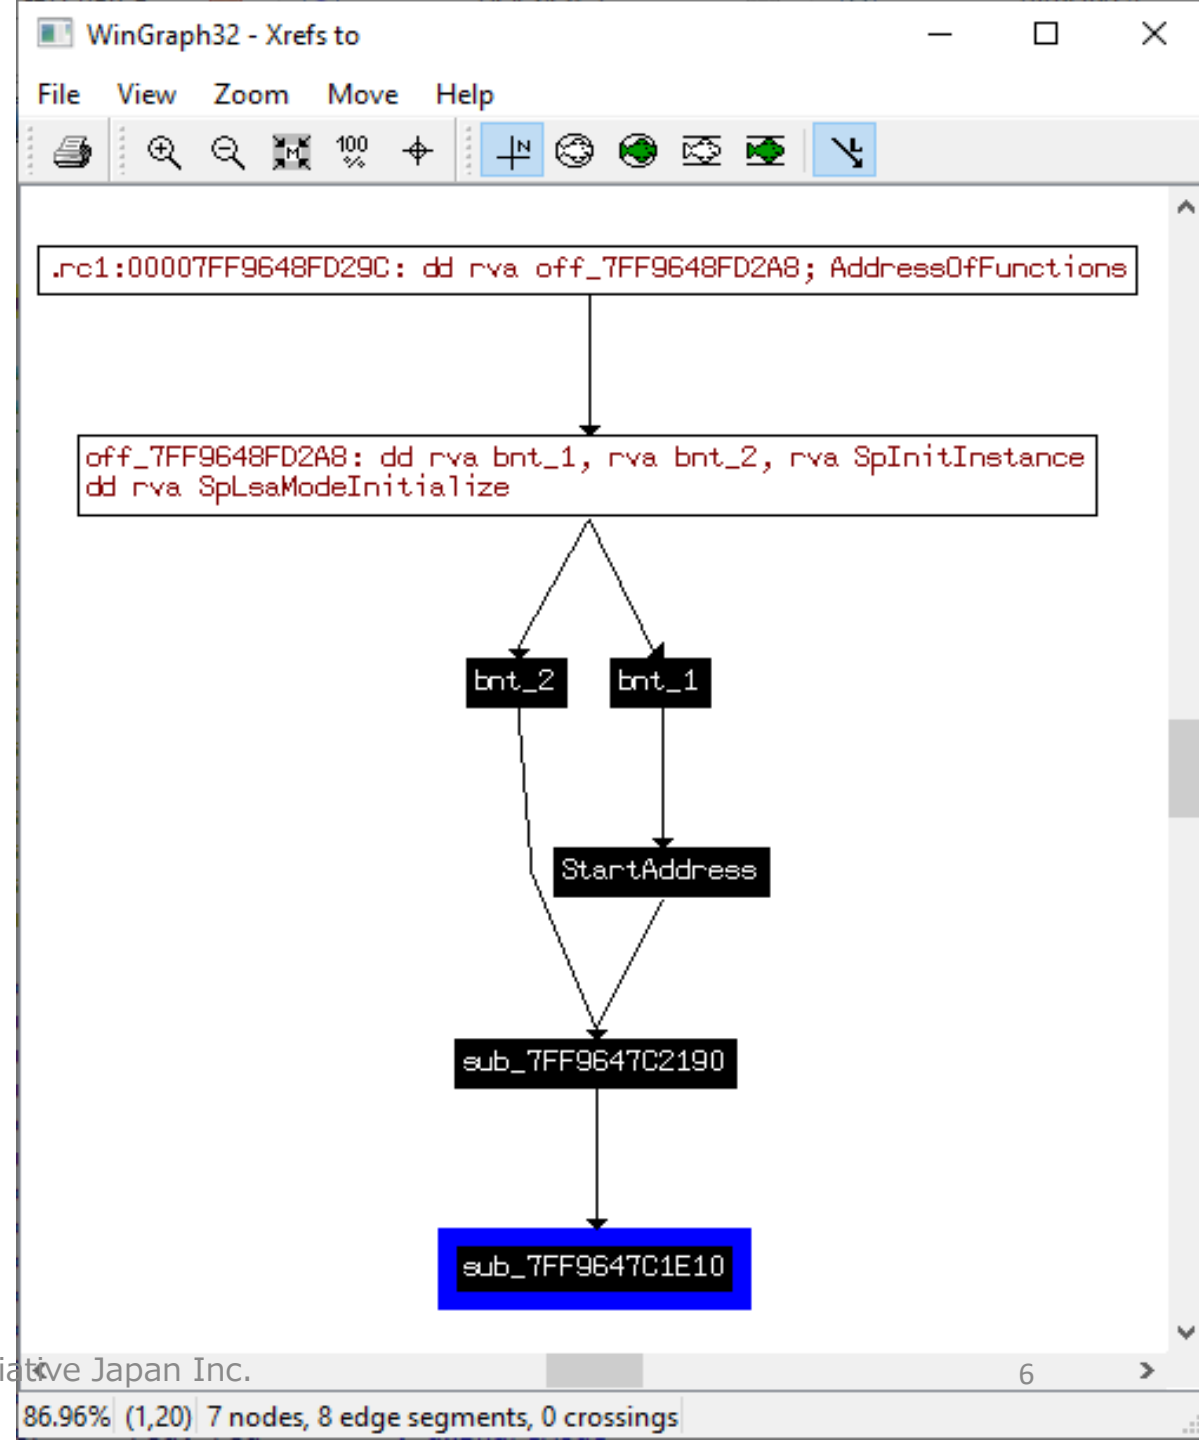 WinGraph32 - Xrefs to
File View Zoom Move Help
100 %
.rc1:00007FF9648FD29C: dd rva off_7FF9648FD2A8; AddressOfFunctions
off_7FF9648FD2A8: dd rva bnt_1, rva bnt_2, rva SpInitInstance
dd rva SpLsaModeInitialize
bnt_2 bnt_1
StartAddress
sub_7FF9647C2190
sub_7FF9647C1E10
Japan Inc. 6
86.96% (1,20) 7 nodes, 8 edge segments, 0 crossings